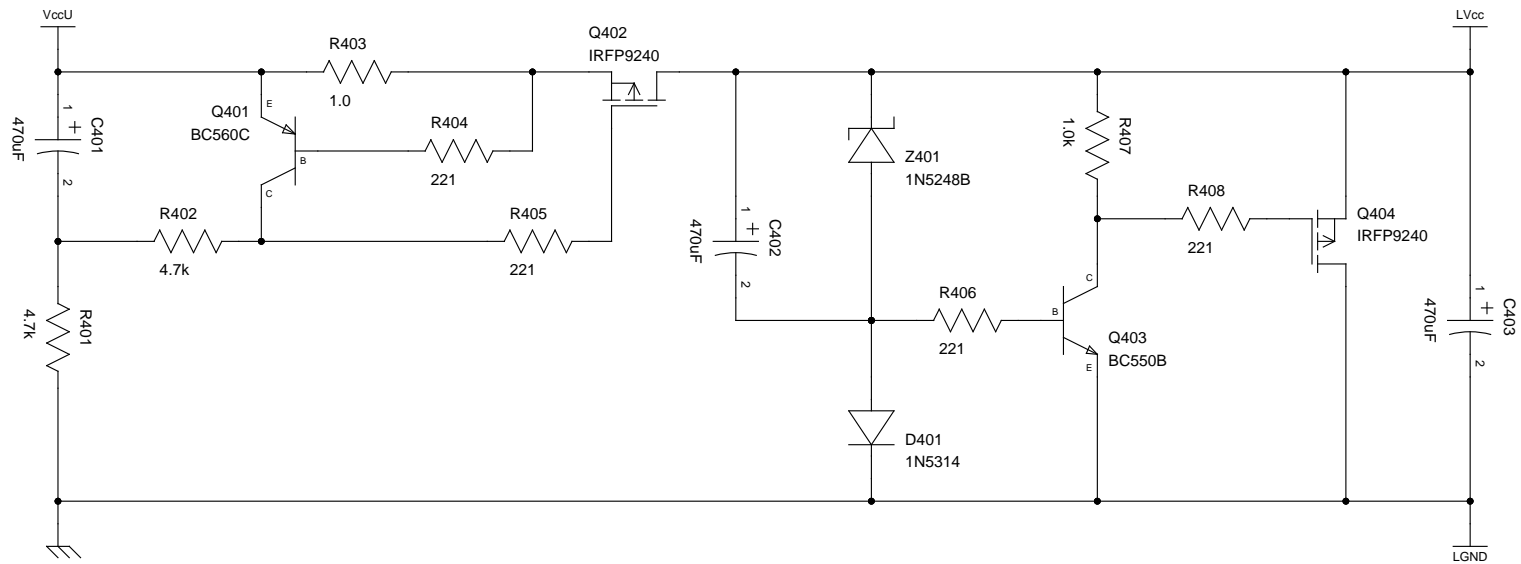 VccU
LVcc
Q402
IRFP9240
R403
1.0
E
Q401
BC560C
B
C
1
+
C401
470uF
2
R404
221
R402
4.7k
R405
221
R401
4.7k
1
+
C402
470uF
2
Z401
1N5248B
R407
1.0k
R408
221
Q404
IRFP9240
R406
221
C
B
E
Q403
BC550B
1
+
C403
470uF
2
D401
1N5314
LGND